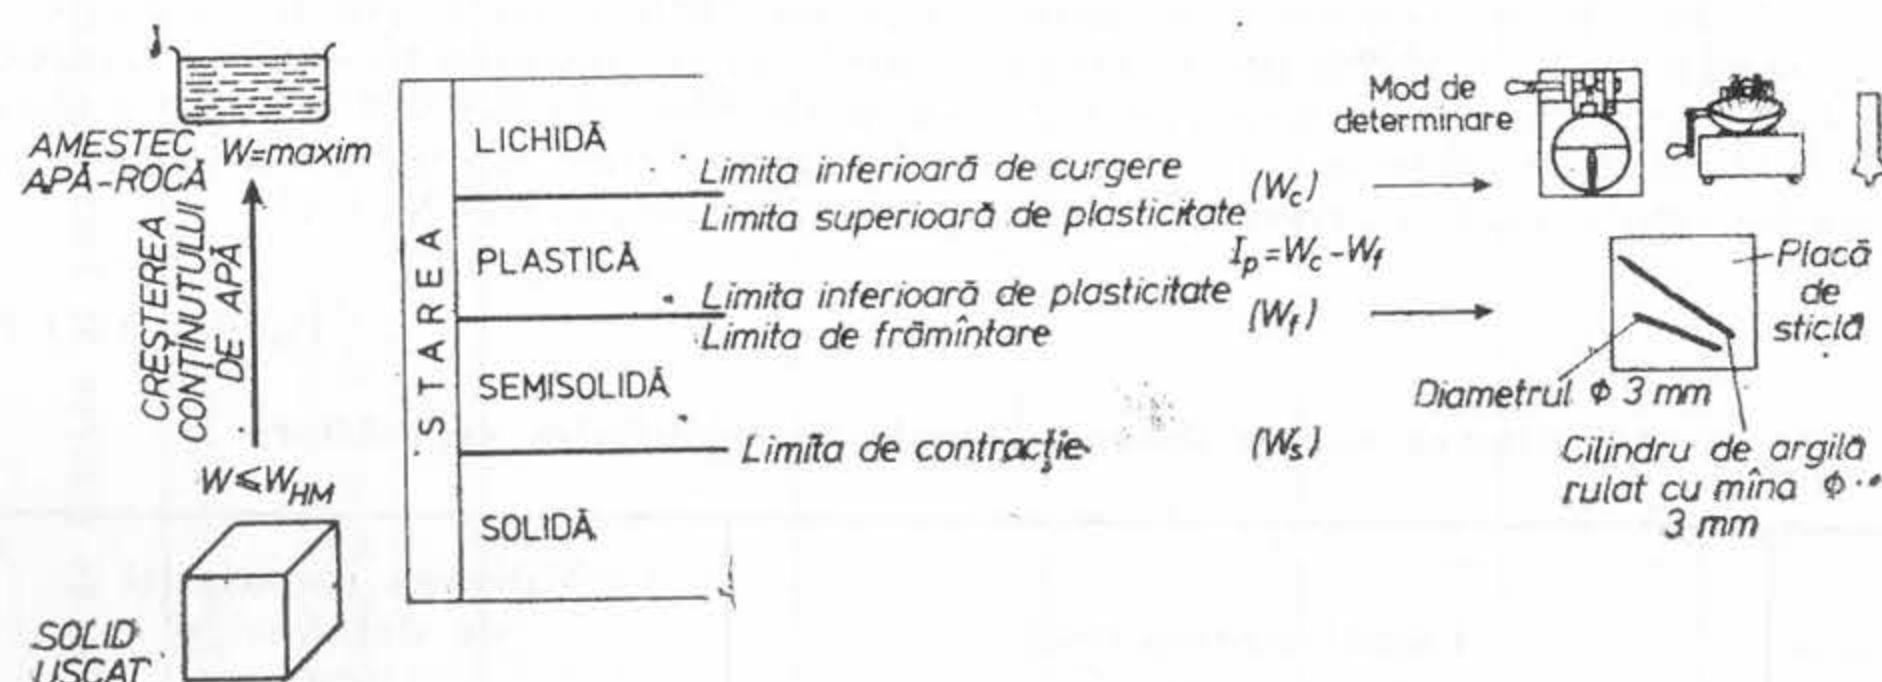 AMESTEC
APĂ-ROCĂ
W=maxim
CREȘTEREA
CONȚINUTULUI
DE APĂ
W≤W_HM
SOLID
USCAT
STAREA
LICHIDĂ
PLASTICĂ
SEMISOLIDĂ
SOLIDĂ
Limita inferioară de curgere
(W_c)
Limita superioară de plasticitate
I_p=W_c-W_f
Limita inferioară de plasticitate
(W_f)
Limita de frămîntare
Limita de contracție
(W_s)
Mod de
determinare
Placă
de
sticlă
Diametrul Φ 3 mm
Cilindru de argilă
rulat cu mîna Φ
3 mm